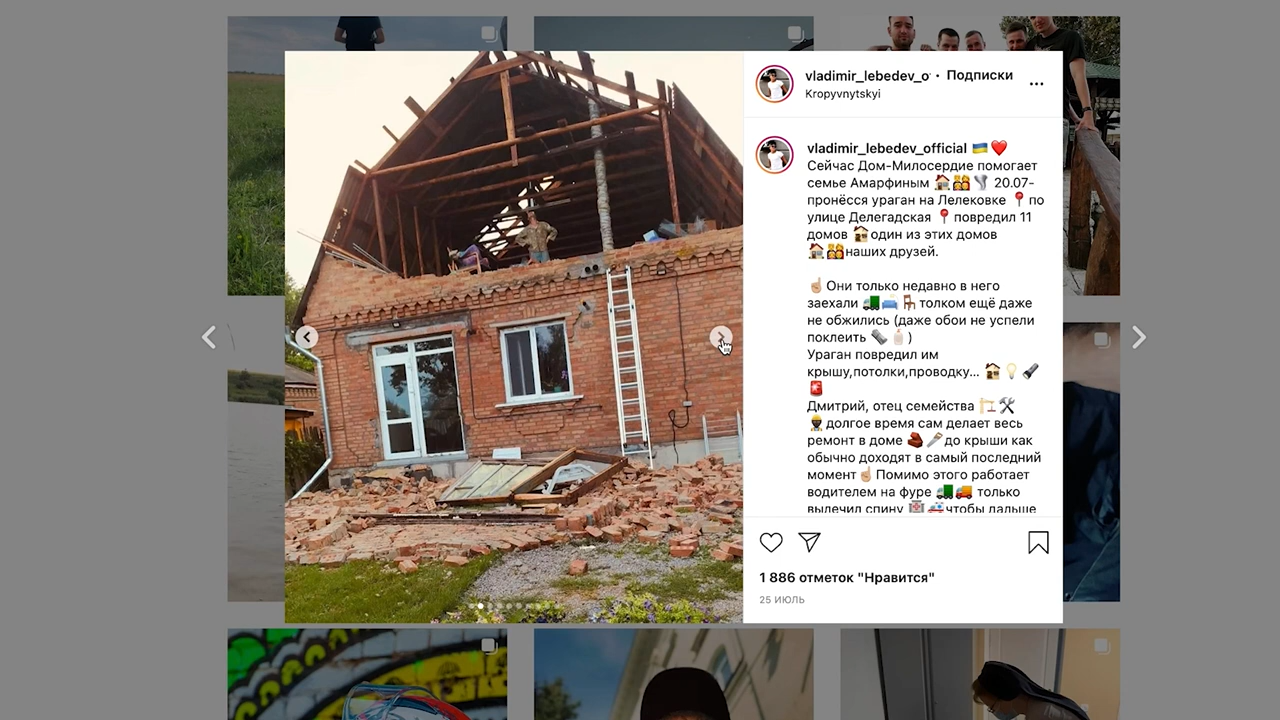 vladimir_lebedev_o • Подписки
Kropyvnytskyi
vladimir_lebedev_official 🇺🇦❤️
Сейчас Дом-Милосердие помогает
семье Амарфиным 🏠👨‍👩‍👧‍👦🌪 20.07-
пронёсся ураган на Лелековке 📍по
улице Делегадская 📍повредил 11
домов 🏠один из этих домов
🏠👨‍👩‍👧‍👦наших друзей.
☝🏼Они только недавно в него
заехали 🚛🛋🪑толком ещё даже
не обжились (даже обои не успели
поклеить 🗞🧴)
Ураган повредил им
крышу,потолки,проводку... 🏠💡🔦
🚨
Дмитрий, отец семейства 🏗🛠
👷долгое время сам делает весь
ремонт в доме 🧱🪚до крыши как
обычно доходят в самый последний
момент☝🏼Помимо этого работает
водителем на фуре 🚛🚚 только
вылечил спину 🏥🚑чтобы дальше
1 886 отметок "Нравится"
25 ИЮЛЬ